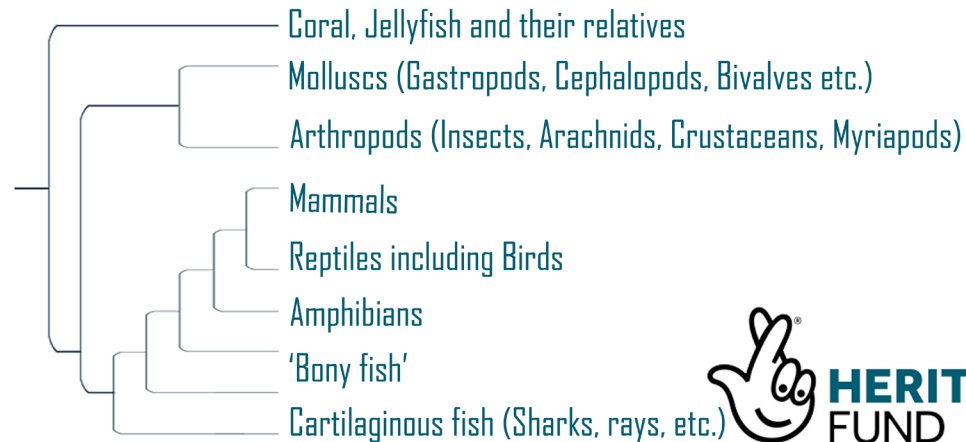 Coral, Jellyfish and their relatives
Molluscs (Gastropods, Cephalopods, Bivalves etc.)
Arthropods (Insects, Arachnids, Crustaceans, Myriapods)
Mammals
Reptiles including Birds
Amphibians
‘Bony fish’
Cartilaginous fish (Sharks, rays, etc.)
®
HERIT
FUND